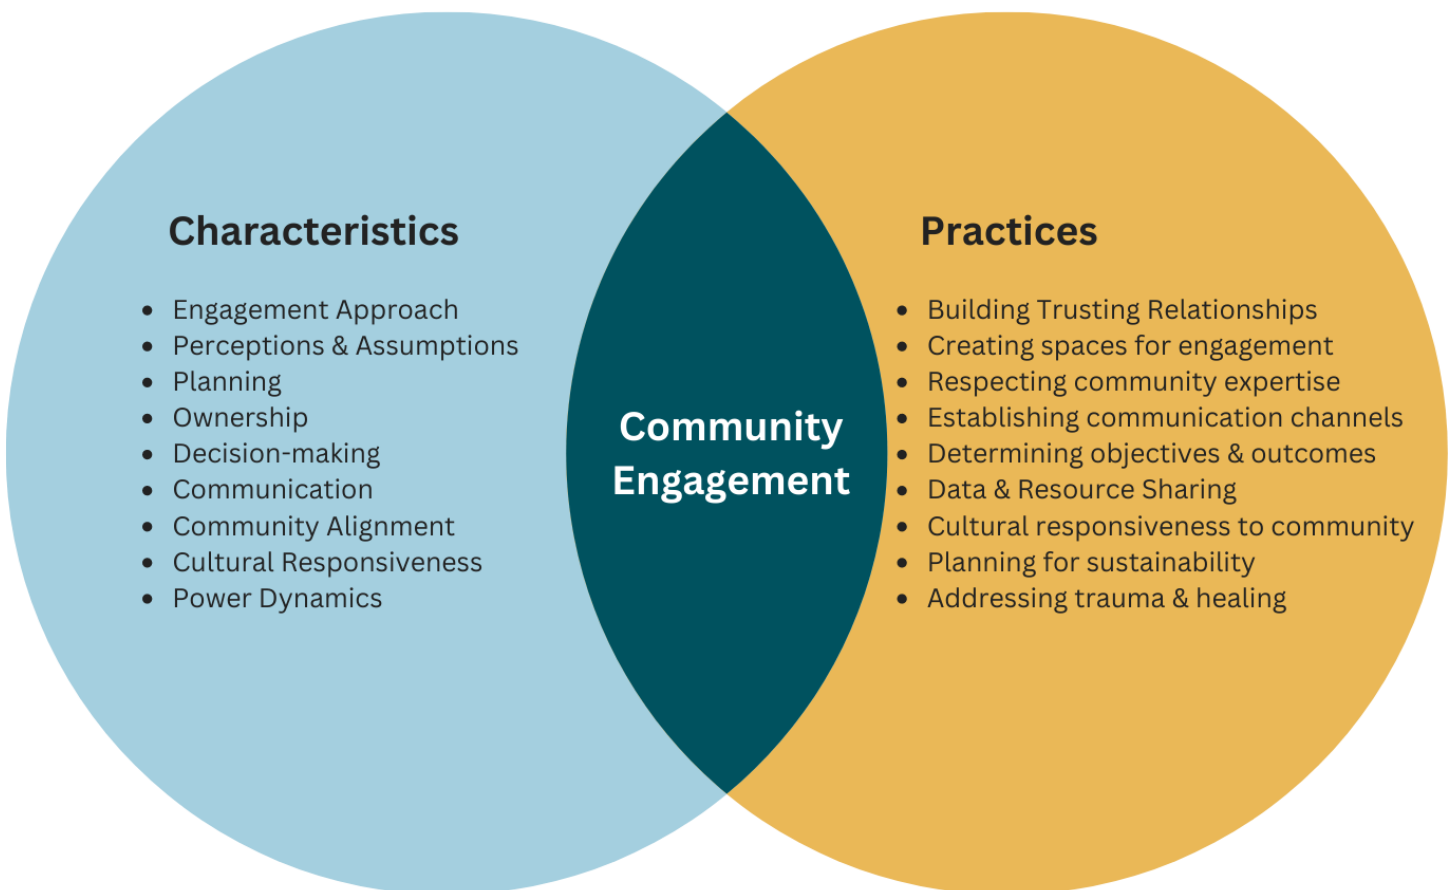 Characteristics
• Engagement Approach
• Perceptions & Assumptions
• Planning
• Ownership
• Decision-making
• Communication
• Community Alignment
• Cultural Responsiveness
• Power Dynamics
Community
Engagement
Practices
• Building Trusting Relationships
• Creating spaces for engagement
• Respecting community expertise
• Establishing communication channels
• Determining objectives & outcomes
• Data & Resource Sharing
• Cultural responsiveness to community
• Planning for sustainability
• Addressing trauma & healing